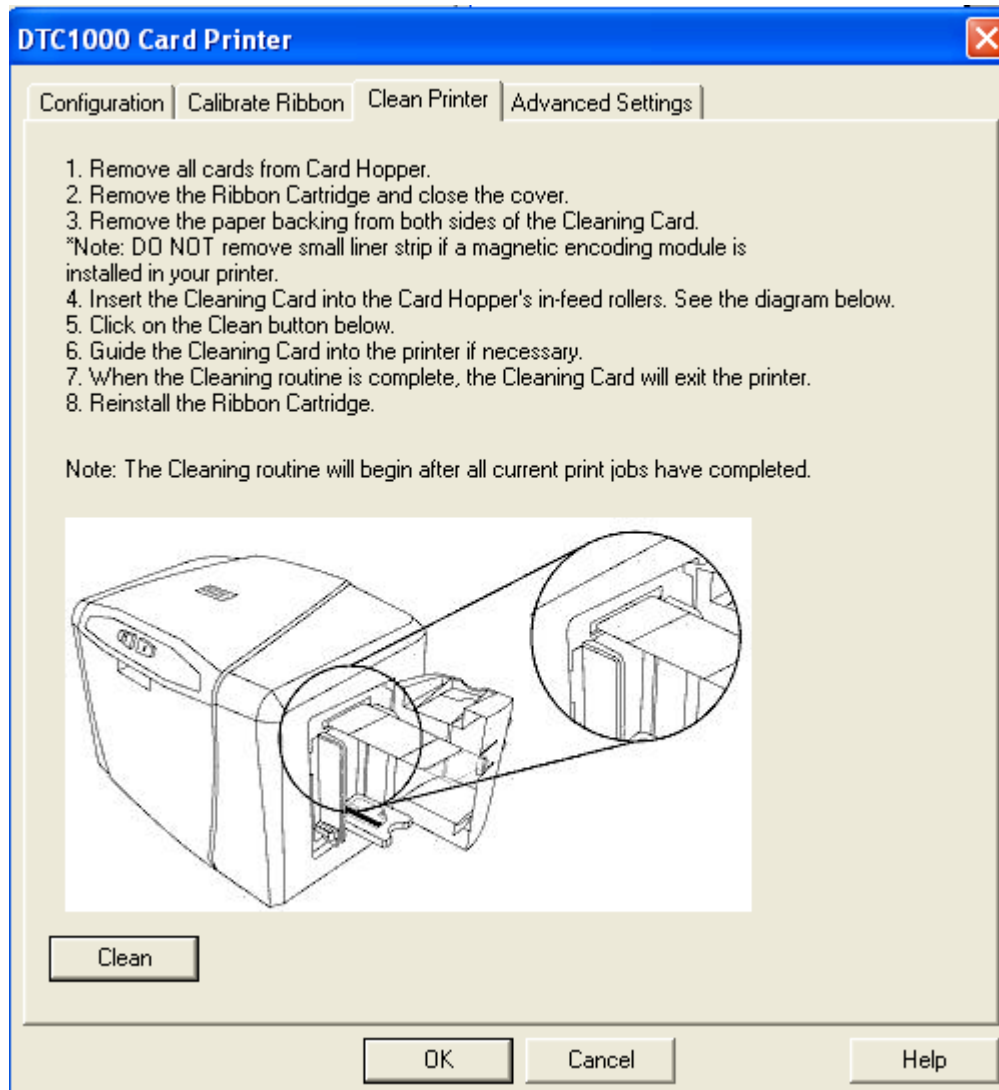 DTC1000 Card Printer
Configuration
Calibrate Ribbon
Clean Printer
Advanced Settings
1. Remove all cards from Card Hopper.
2. Remove the Ribbon Cartridge and close the cover.
3. Remove the paper backing from both sides of the Cleaning Card.
*Note: DO NOT remove small liner strip if a magnetic encoding module is
installed in your printer.
4. Insert the Cleaning Card into the Card Hopper's in-feed rollers. See the diagram below.
5. Click on the Clean button below.
6. Guide the Cleaning Card into the printer if necessary.
7. When the Cleaning routine is complete, the Cleaning Card will exit the printer.
8. Reinstall the Ribbon Cartridge.
Note: The Cleaning routine will begin after all current print jobs have completed.
Clean
OK
Cancel
Help